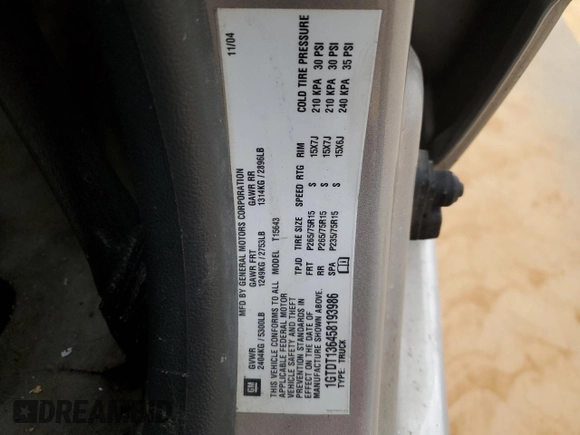 MFD BY GENERAL MOTORS CORPORATION
11/04
GVWR GAWR FRT GAWR RR
2404KG / 5300LB 1249KG / 2753LB 1314KG / 2896LB
THIS VEHICLE CONFORMS TO ALL MODEL T15643
APPLICABLE FEDERAL MOTOR
VEHICLE SAFETY AND THEFT
PREVENTION STANDARDS IN
EFFECT ON THE DATE OF
MANUFACTURE SHOWN ABOVE.
1GTDT136458193986
TYPE: TRUCK
GM
TPJD TIRE SIZE SPEED RTG RIM COLD TIRE PRESSURE
FRT P265/75R15 S 15X7J 210 KPA 30 PSI
RR P265/75R15 S 15X7J 210 KPA 30 PSI
SPA P235/75R15 S 15X6J 240 KPA 35 PSI
DREAMBID